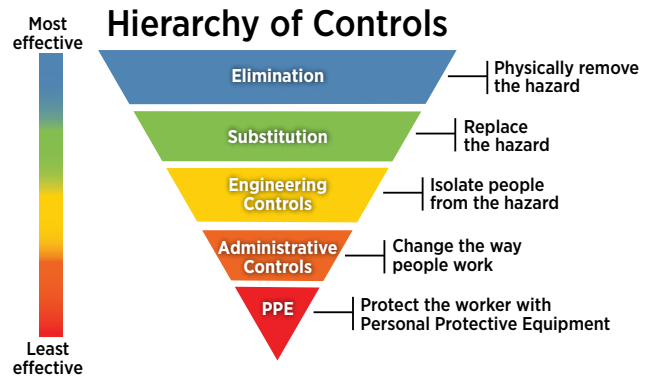 Hierarchy of Controls
Most
effective
Elimination
Physically remove
the hazard
Substitution
Replace
the hazard
Engineering
Controls
Isolate people
from the hazard
Administrative
Controls
Change the way
people work
PPE
Protect the worker with
Personal Protective Equipment
Least
effective